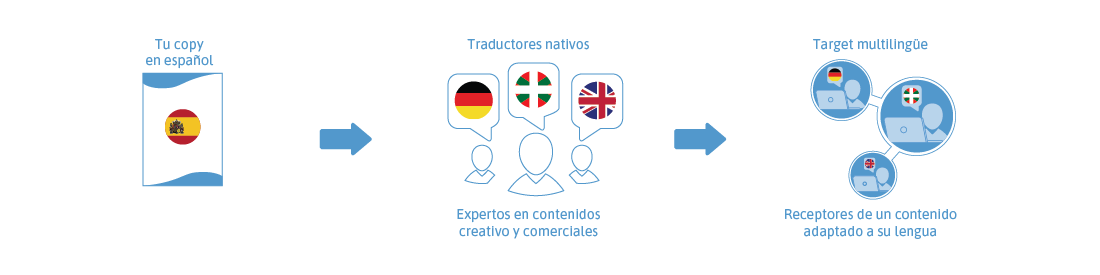 Tu copy
en español
Traductores nativos
Expertos en contenidos
creativo y comerciales
Target multilingüe
Receptores de un contenido
adaptado a su lengua